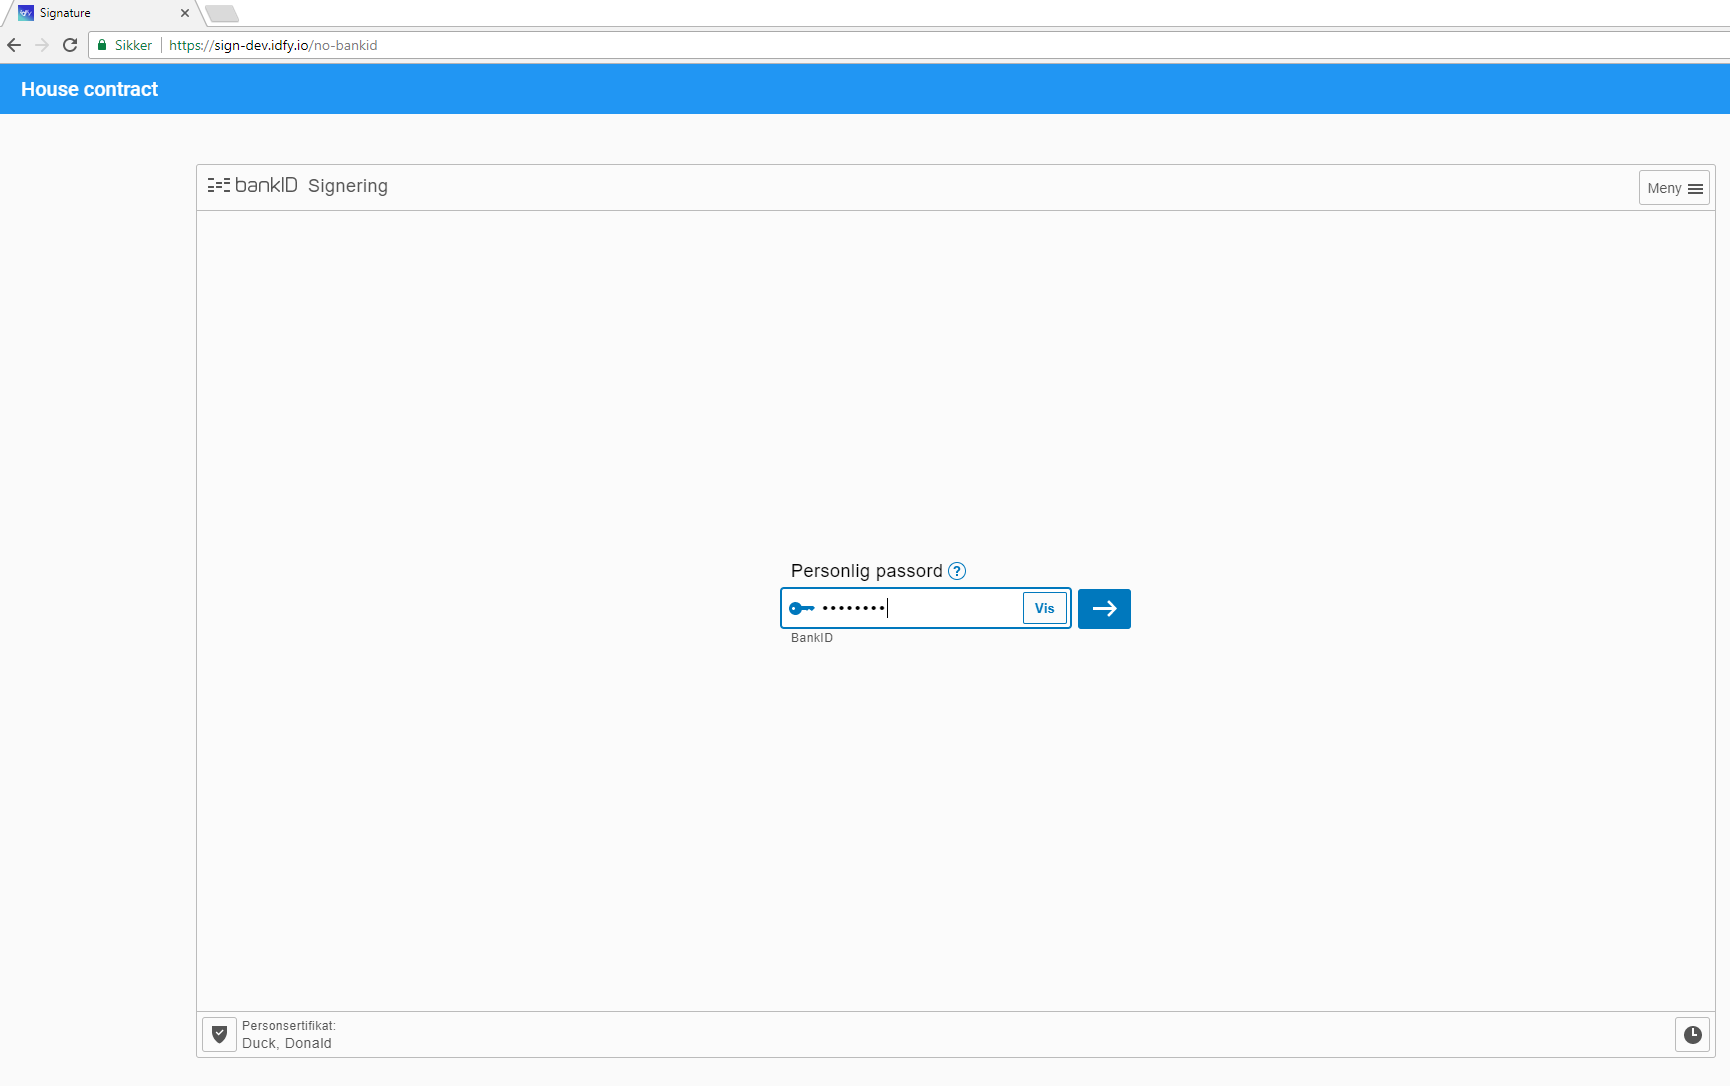 Signature
Sikker https://sign-dev.idfy.io/no-bankid
House contract
bankID Signering
Meny
Personlig passord ?
•••••••• Vis
BankID
Personsertifikat:
Duck, Donald